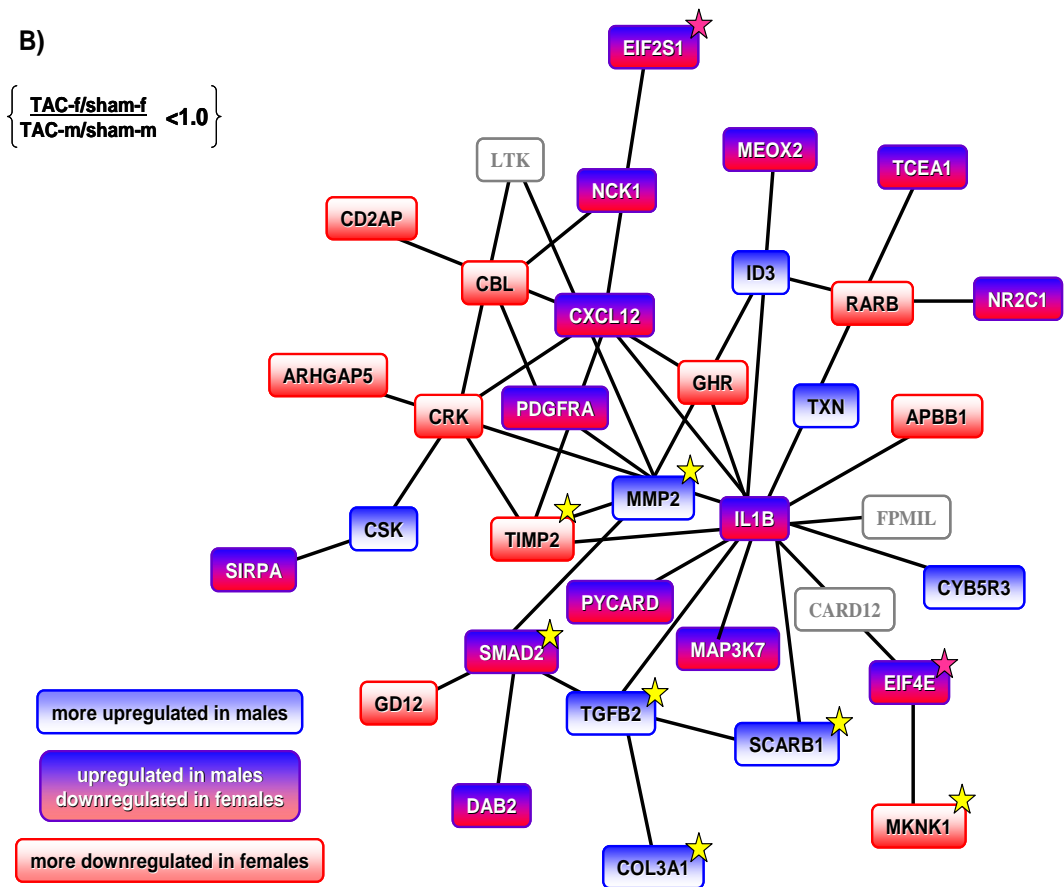 B)
EIF2S1
TAC-f/sham-f
TAC-m/sham-m
<1.0
LTK
MEOX2
TCEA1
NCK1
CD2AP
ID3
CBL
RARB
NR2C1
CXCL12
ARHGAP5
GHR
PDGFRA
TXN
CRK
APBB1
MMP2
IL1B
FPMIL
CSK
TIMP2
SIRPA
CYB5R3
PYCARD
CARD12
SMAD2
MAP3K7
EIF4E
GD12
TGFB2
more upregulated in males
SCARB1
upregulated in males
downregulated in females
DAB2
MKNK1
more downregulated in females
COL3A1